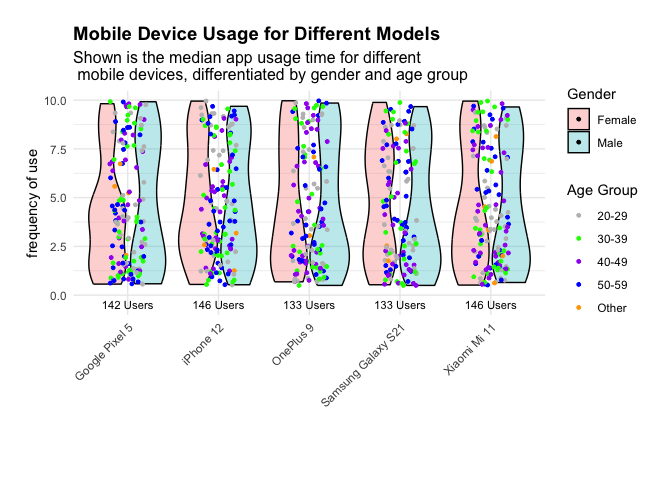 Mobile Device Usage for Different Models
Shown is the median app usage time for different
mobile devices, differentiated by gender and age group
frequency of use
10.0
7.5
5.0
2.5
0.0
142 Users
146 Users
133 Users
133 Users
146 Users
Google Pixel 5
iPhone 12
OnePlus 9
Samsung Galaxy S21
Xiaomi Mi 11
Gender
Female
Male
Age Group
20-29
30-39
40-49
50-59
Other